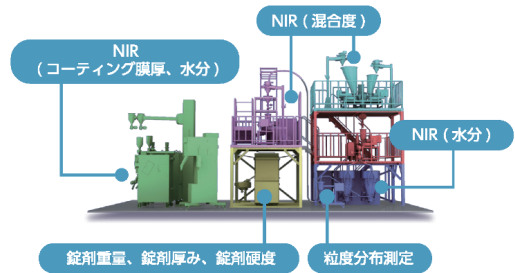 NIR
（コーティング膜厚、水分）
NIR（混合度）
NIR（水分）
錠剤重量、錠剤厚み、錠剤硬度
粒度分布測定